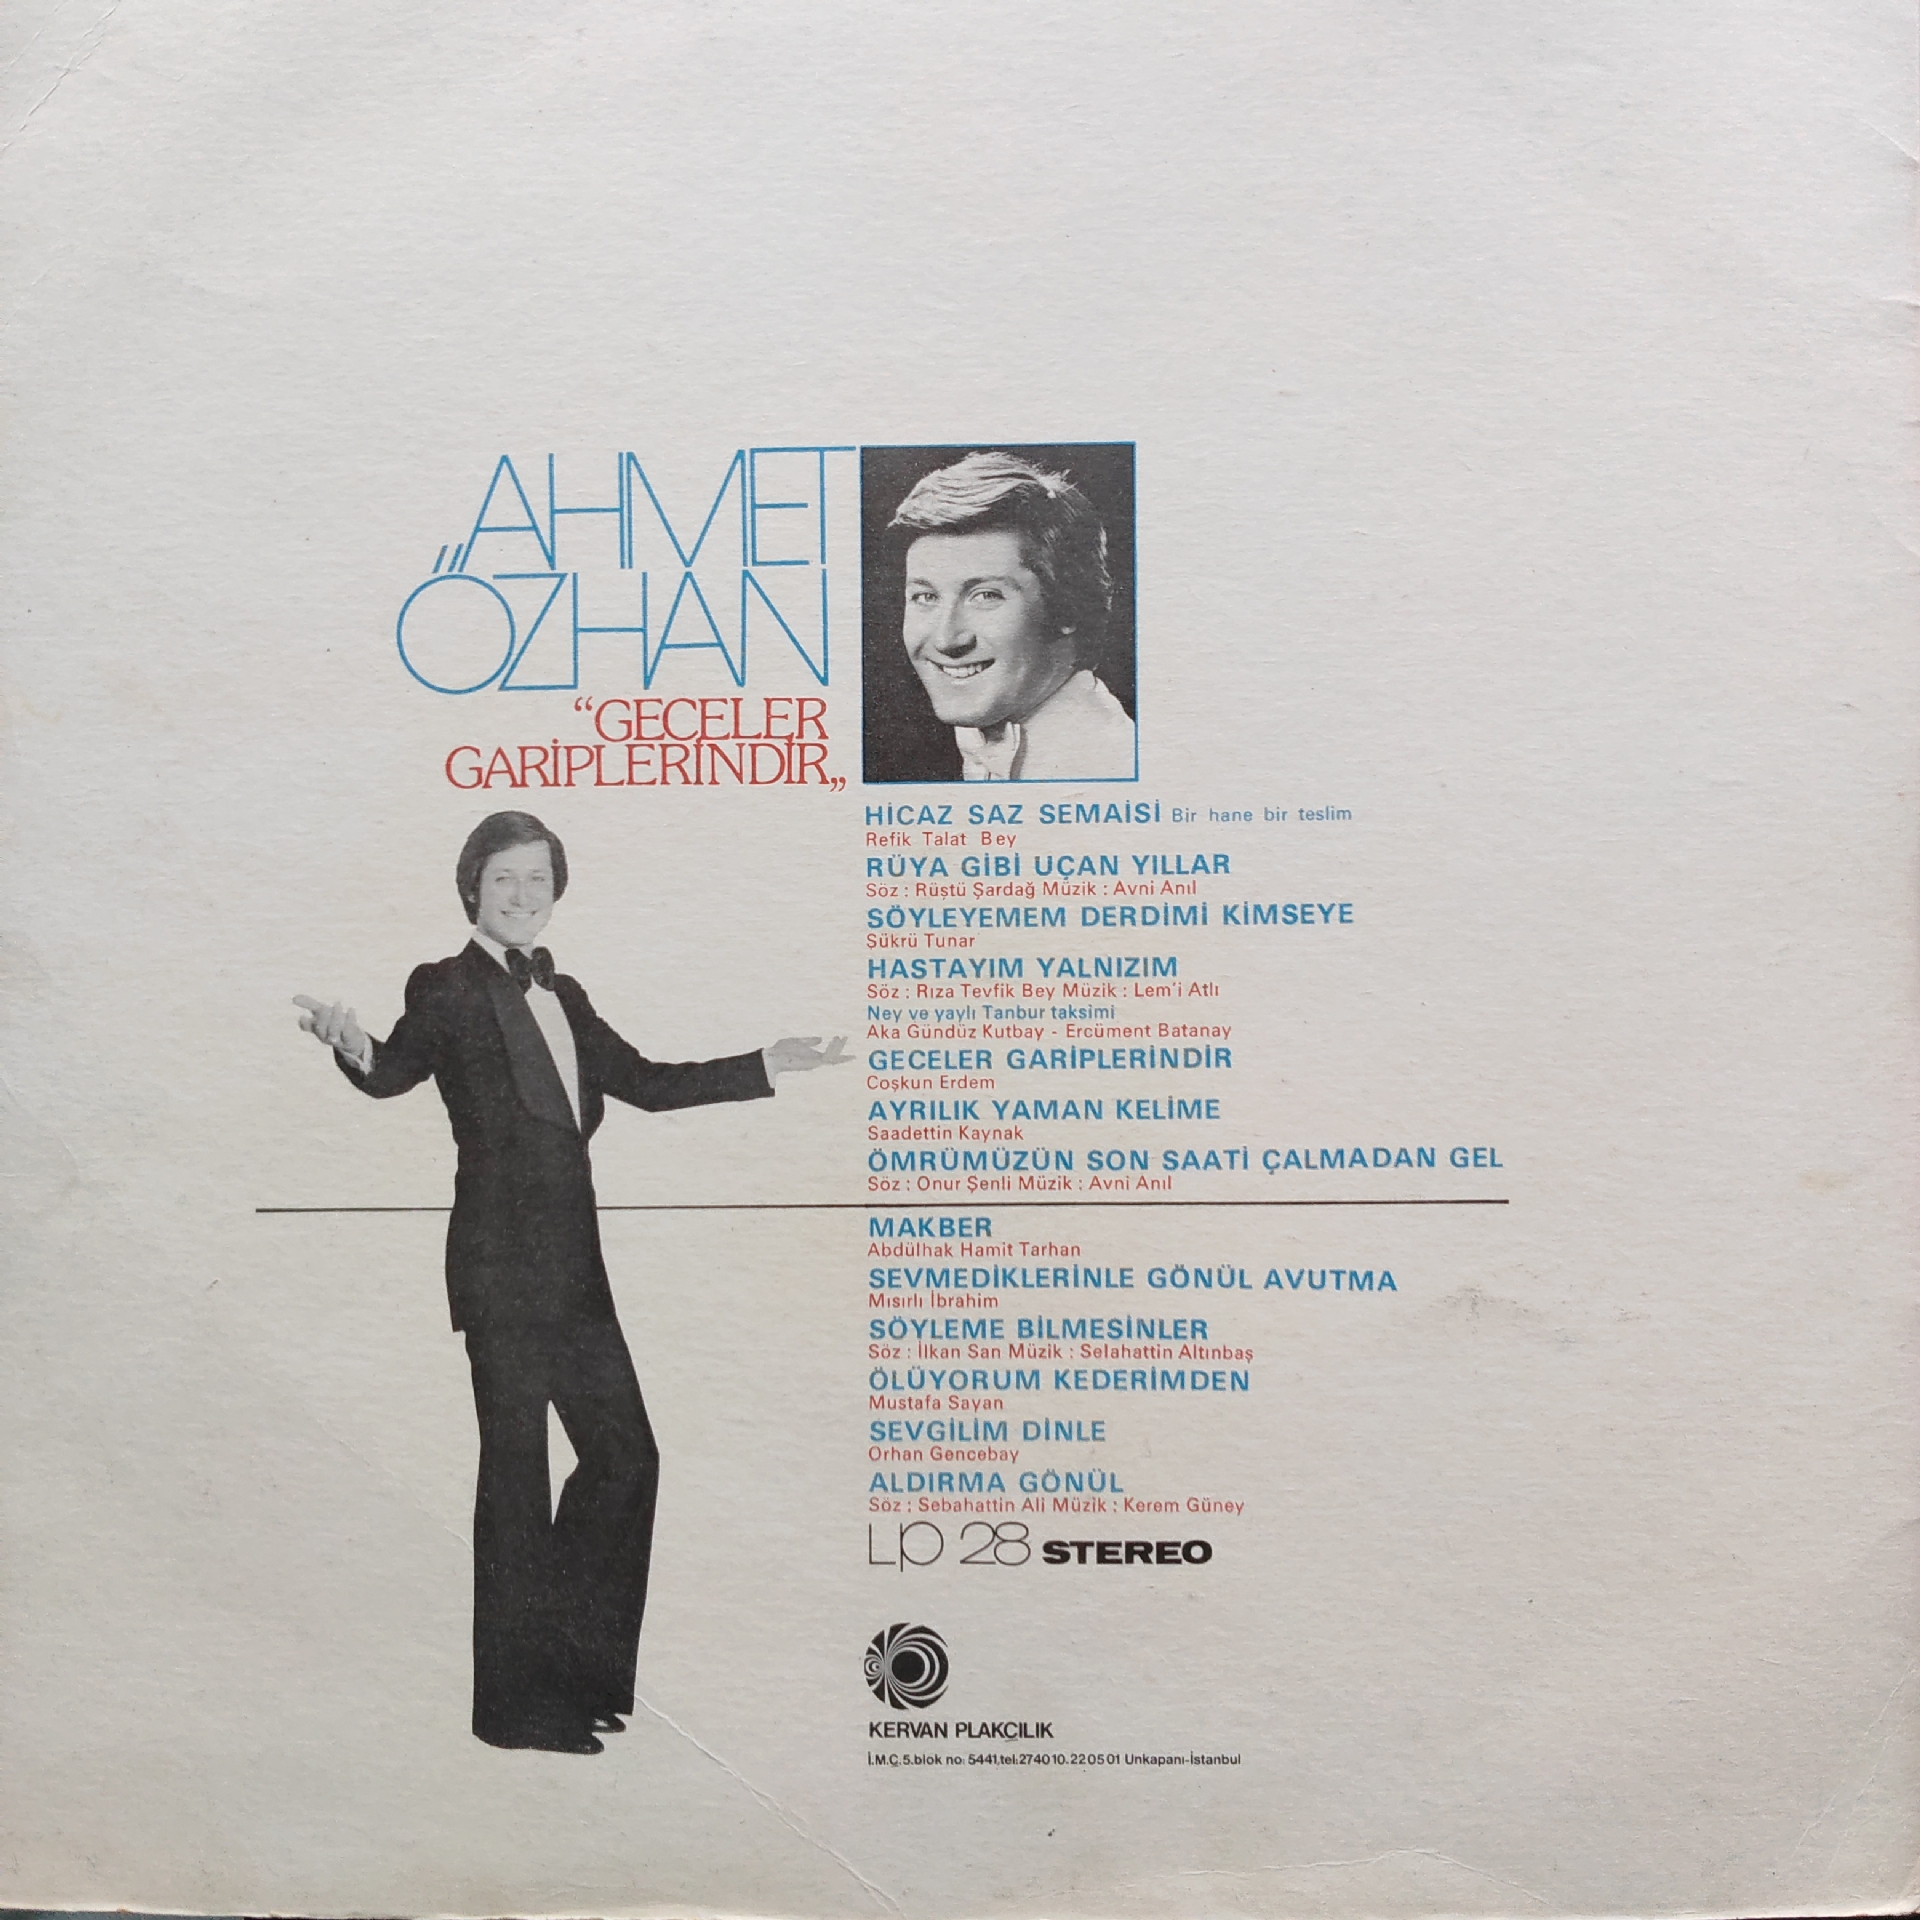 „AHMET
ÖZHAN
“GECELER
GARİPLERİNDİR„
HİCAZ SAZ SEMAİSİ Bir hane bir teslim
Refik Talat Bey
RÜYA GİBİ UÇAN YILLAR
Söz : Rüştü Şardağ Müzik : Avni Anıl
SÖYLEYEMEM DERDİMİ KİMSEYE
Şükrü Tunar
HASTAYIM YALNIZIM
Söz : Rıza Tevfik Bey Müzik : Lem'i Atlı
Ney ve yaylı Tanbur taksimi
Aka Gündüz Kutbay - Ercüment Batanay
GECELER GARİPLERİNDİR
Coşkun Erdem
AYRILIK YAMAN KELİME
Saadettin Kaynak
ÖMRÜMÜZÜN SON SAATİ ÇALMADAN GEL
Söz : Onur Şenli Müzik : Avni Anıl
MAKBER
Abdülhak Hamit Tarhan
SEVMEDİKLERİNLE GÖNÜL AVUTMA
Mısırlı İbrahim
SÖYLEME BİLMESİNLER
Söz : İlkan San Müzik : Selahattin Altınbaş
ÖLÜYORUM KEDERİMDEN
Mustafa Sayan
SEVGİLİM DİNLE
Orhan Gencebay
ALDIRMA GÖNÜL
Söz : Sebahattin Ali Müzik : Kerem Güney
LP 28 STEREO
KERVAN PLAKÇILIK
İ.M.Ç.5.blok no: 5441,tel:274010.220501 Unkapanı-İstanbul